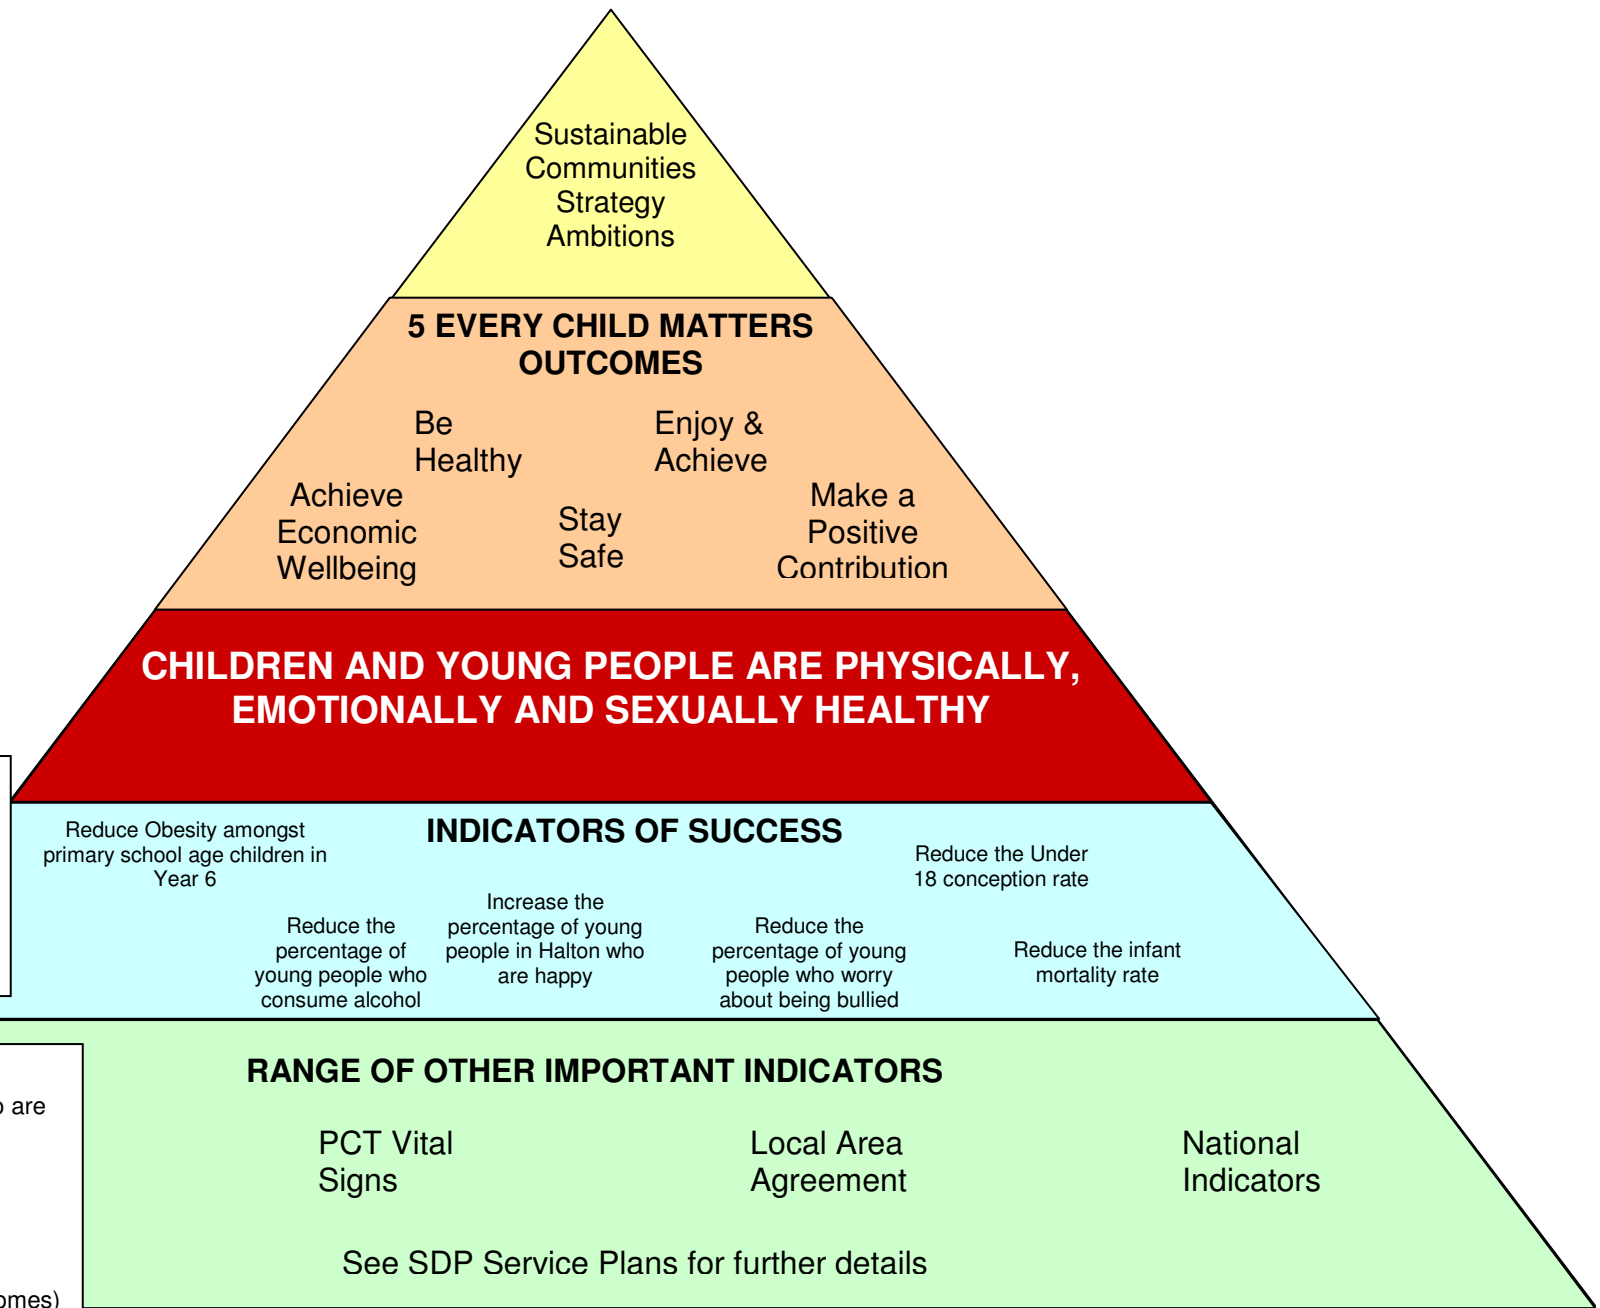 Sustainable
Communities
Strategy
Ambitions
5 EVERY CHILD MATTERS
OUTCOMES
Be
Healthy
Enjoy &
Achieve
Achieve
Economic
Wellbeing
Stay
Safe
Make a
Positive
Contribution
CHILDREN AND YOUNG PEOPLE ARE PHYSICALLY,
EMOTIONALLY AND SEXUALLY HEALTHY
INDICATORS OF SUCCESS
Reduce Obesity amongst
primary school age children in
Year 6
Reduce the
percentage of
young people who
consume alcohol
Increase the
percentage of young
people in Halton who
are happy
Reduce the
percentage of young
people who worry
about being bullied
Reduce the Under
18 conception rate
Reduce the infant
mortality rate
RANGE OF OTHER IMPORTANT INDICATORS
are
PCT Vital
Signs
Local Area
Agreement
National
Indicators
See SDP Service Plans for further details